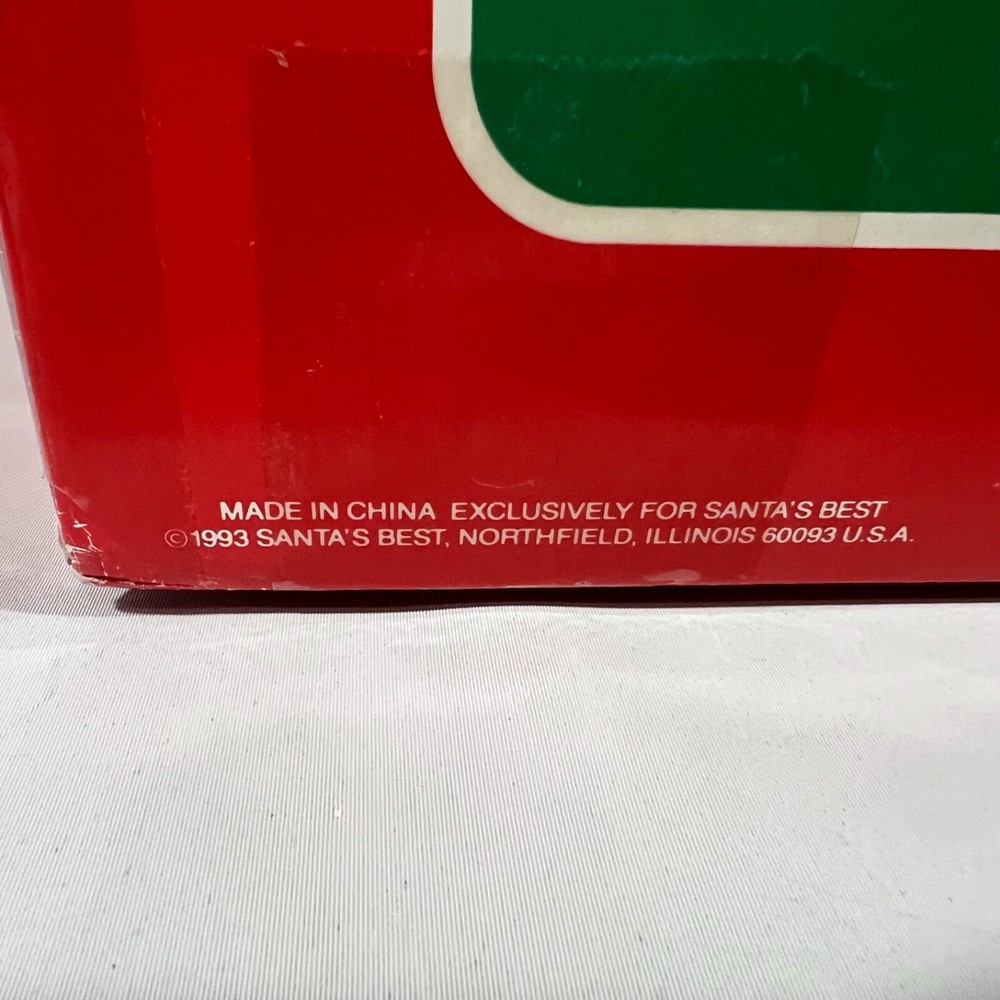 MADE IN CHINA EXCLUSIVELY FOR SANTA'S BEST
©1993 SANTA'S BEST, NORTHFIELD, ILLINOIS 60093 U.S.A.